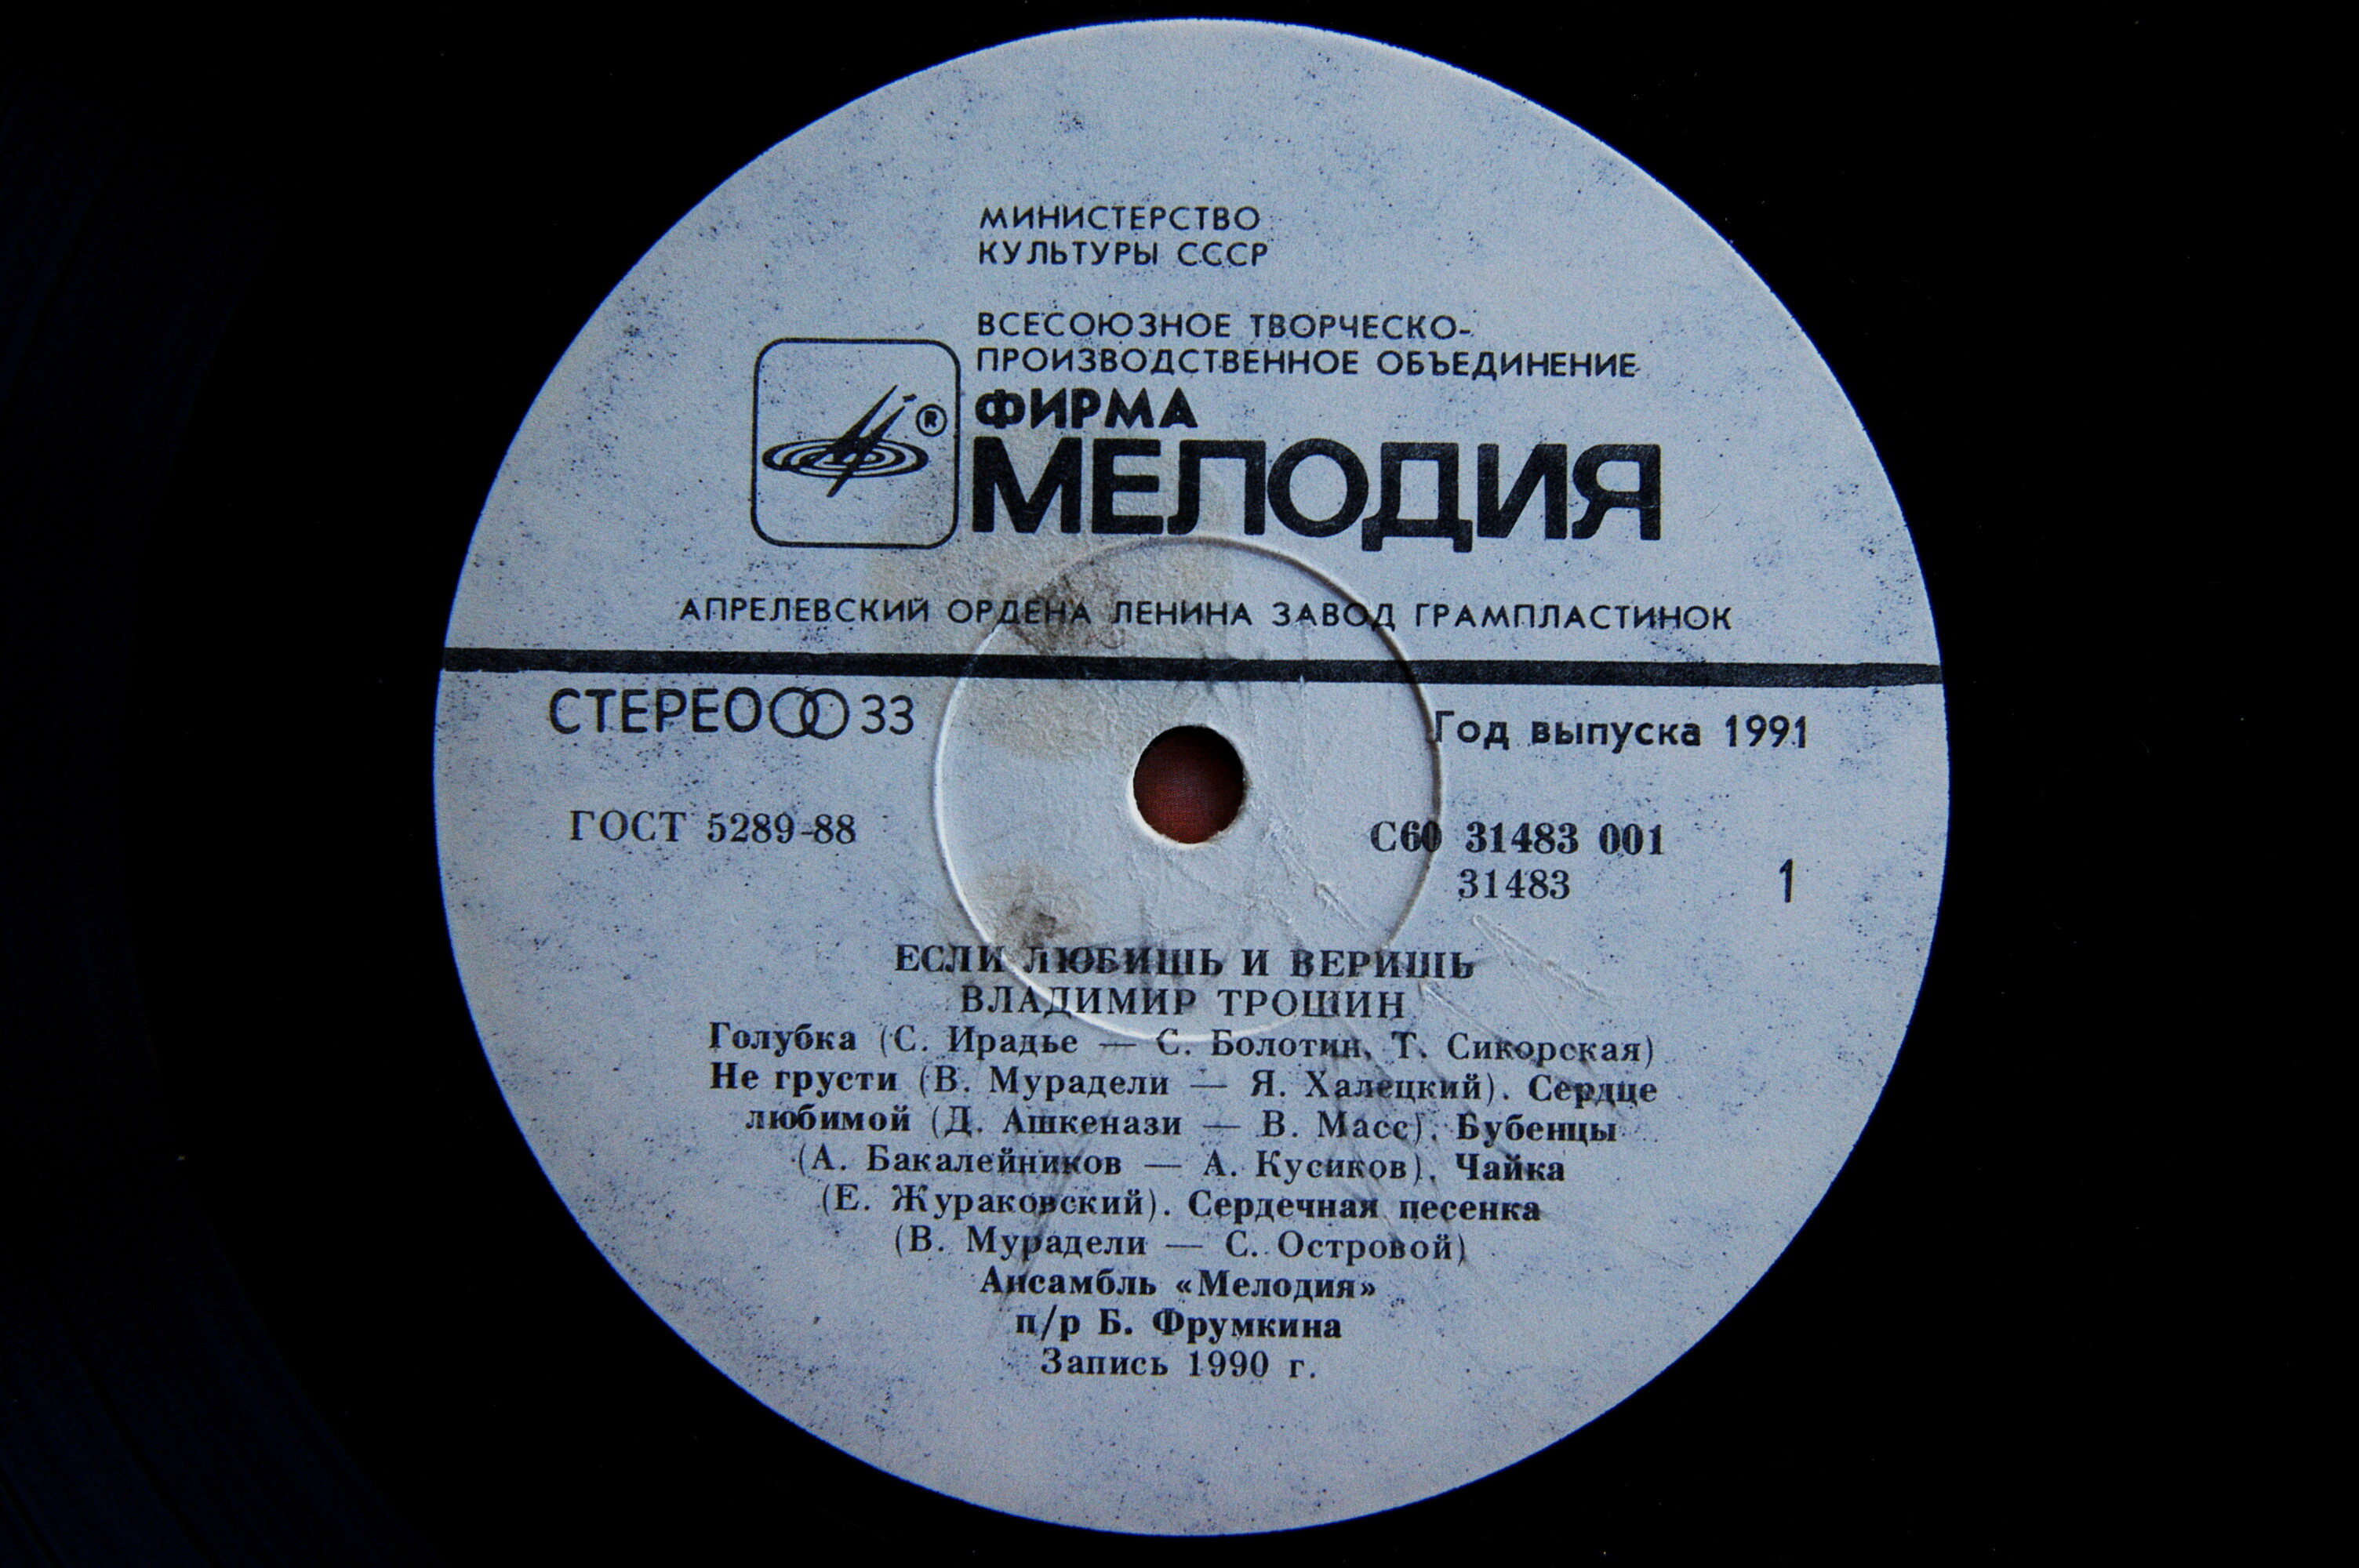 МИНИСТЕРСТВО
КУЛЬТУРЫ СССР
ВСЕСОЮЗНОЕ ТВОРЧЕСКО-
ПРОИЗВОДСТВЕННОЕ ОБЪЕДИНЕНИЕ
ФИРМА
МЕЛОДИЯ
®
АПРЕЛЕВСКИЙ ОРДЕНА ЛЕНИНА ЗАВОД ГРАМПЛАСТИНОК
СТЕРЕО 33
Год выпуска 1991
ГОСТ 5289-88
С60 31483 001
31483
1
ЕСЛИ ЛЮБИШЬ И ВЕРИШЬ
ВЛАДИМИР ТРОШИН
Голубка (С. Ирадье — С. Болотин, Т. Сикорская)
Не грусти (В. Мурадели — Я. Халецкий). Сердце
любимой (Д. Ашкенази — В. Масс). Бубенцы
(А. Бакалейников — А. Кусиков). Чайка
(Е. Жураковский). Сердечная песенка
(В. Мурадели — С. Островой)
Ансамбль «Мелодия»
п/р Б. Фрумкина
Запись 1990 г.